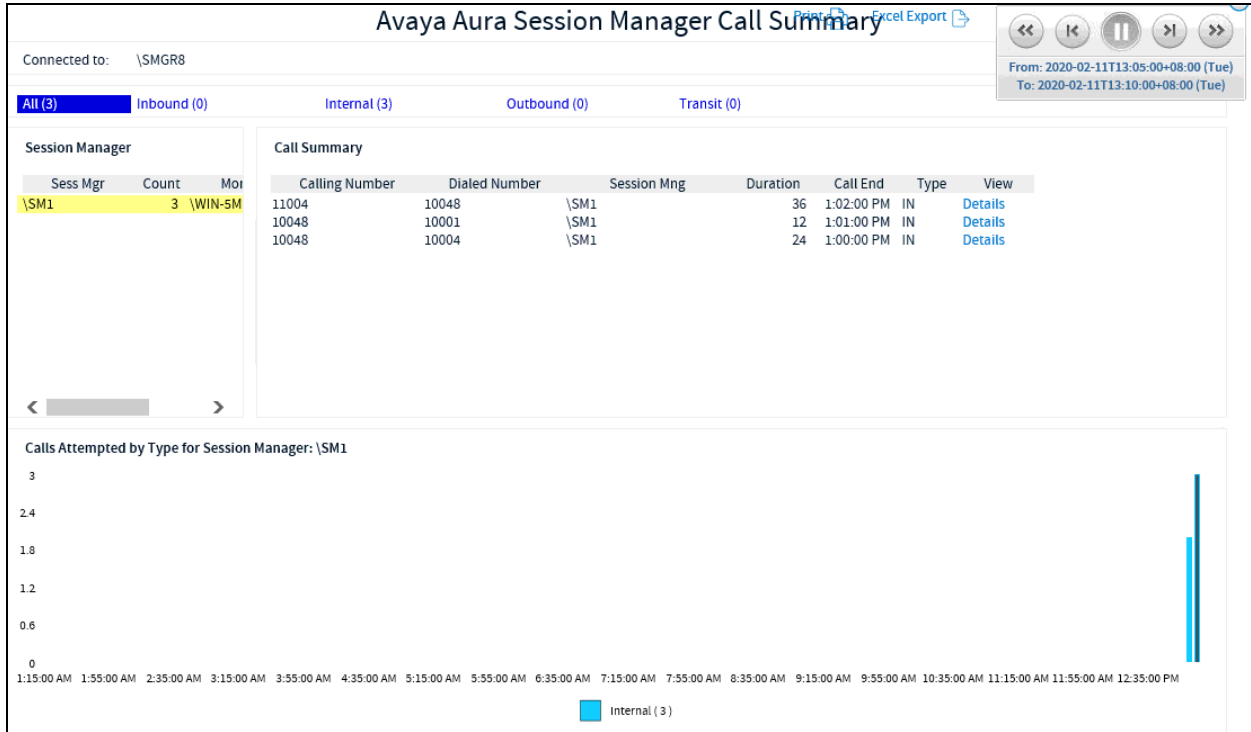 Avaya Aura Session Manager Call Summary
Print Excel Export
From: 2020-02-11T13:05:00+08:00 (Tue)
To: 2020-02-11T13:10:00+08:00 (Tue)
Connected to: \SMGR8
All (3) Inbound (0) Internal (3) Outbound (0) Transit (0)
Session Manager
Sess Mgr Count Mor
\SM1 3 \WIN-5M
Call Summary
Calling Number Dialed Number Session Mng Duration Call End Type View
11004 10048 \SM1 36 1:02:00 PM IN Details
10048 10001 \SM1 12 1:01:00 PM IN Details
10048 10004 \SM1 24 1:00:00 PM IN Details
Calls Attempted by Type for Session Manager: \SM1
3
2.4
1.8
1.2
0.6
0
1:15:00 AM 1:55:00 AM 2:35:00 AM 3:15:00 AM 3:55:00 AM 4:35:00 AM 5:15:00 AM 5:55:00 AM 6:35:00 AM 7:15:00 AM 7:55:00 AM 8:35:00 AM 9:15:00 AM 9:55:00 AM 10:35:00 AM 11:15:00 AM 11:55:00 AM 12:35:00 PM
Internal ( 3 )